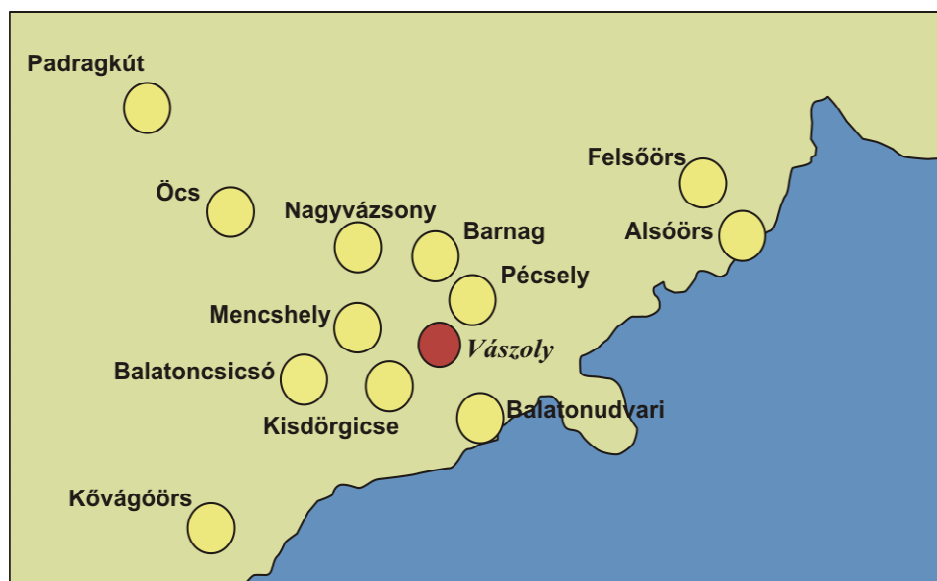 Padragkút
Felsőörs
Öcs
Nagyvázsony
Barnag
Alsóörs
Pécsely
Mencshely
Vászoly
Balatoncsicsó
Balatonudvari
Kisdörgicse
Kővágóörs